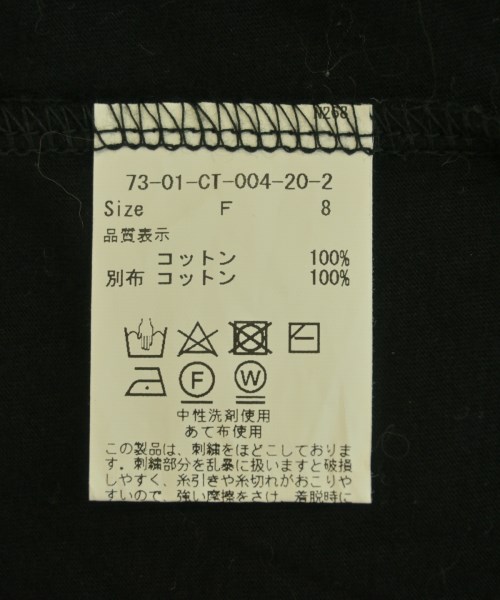 N268
73-01-CT-004-20-2
Size F 8
品質表示
コットン 100%
別布 コットン 100%
F W
中性洗剤使用
あて布使用
この製品は、刺繍をほどこしておりま
す。刺繍部分を乱暴に扱いますと破損
しやすく、糸引きや糸切れがおこりや
すいので、強い摩擦をさけ、着脱時に